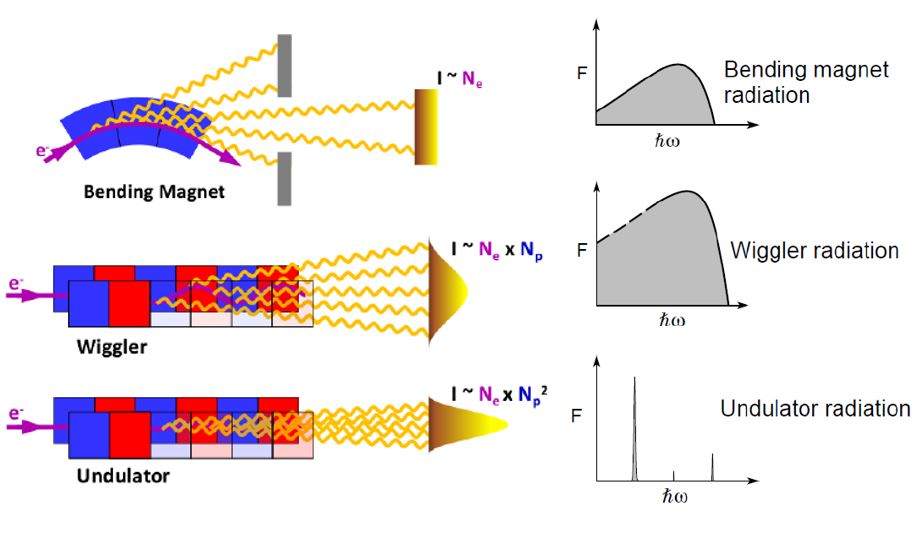 I ~ Nₑ
e⁻
Bending Magnet
F
ħω
Bending magnet
radiation
I ~ Nₑ x Nₚ
e⁻
Wiggler
F
ħω
Wiggler radiation
I ~ Nₑ x Nₚ²
e⁻
Undulator
F
ħω
Undulator radiation